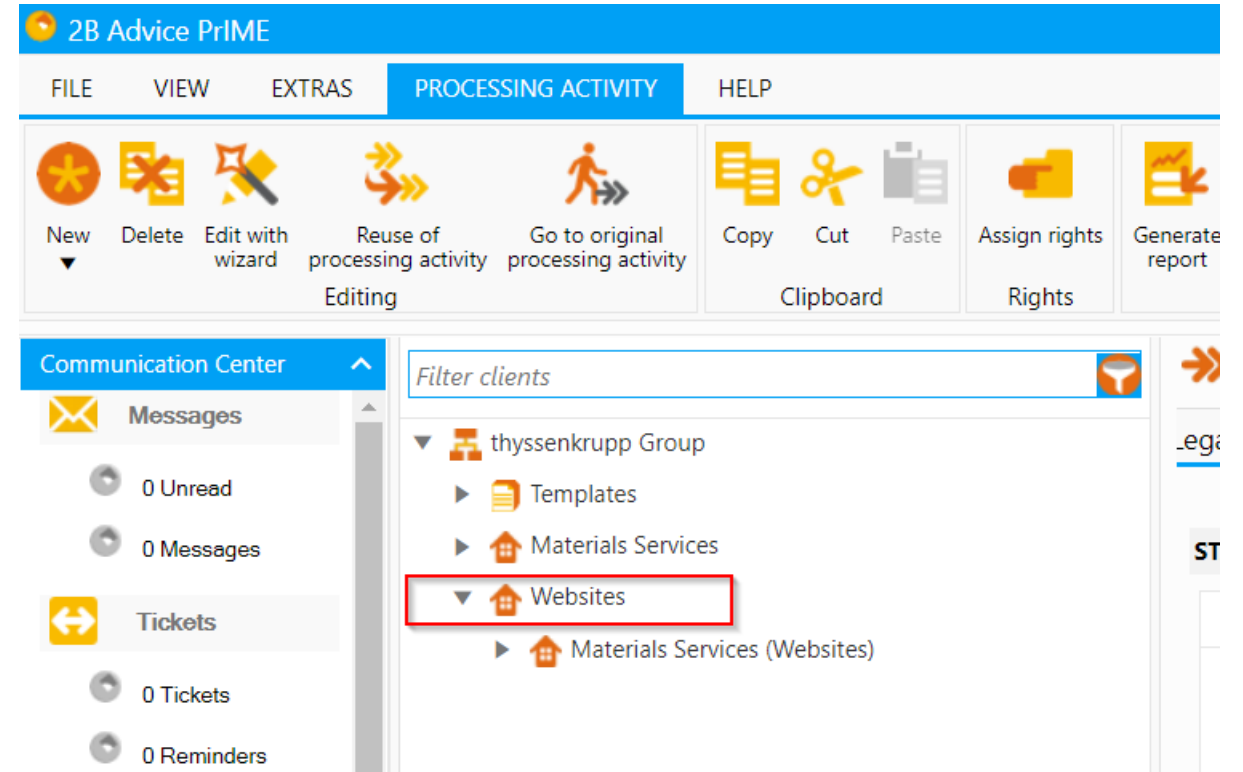 2B Advice PrIME
FILE VIEW EXTRAS PROCESSING ACTIVITY HELP
New Delete Edit with wizard Reuse of processing activity Go to original processing activity Copy Cut Paste Assign rights Generate report
Editing Clipboard Rights
Communication Center
Messages
0 Unread
0 Messages
Tickets
0 Tickets
0 Reminders
Filter clients
thyssenkrupp Group
Templates
Materials Services
Websites
Materials Services (Websites)
ST